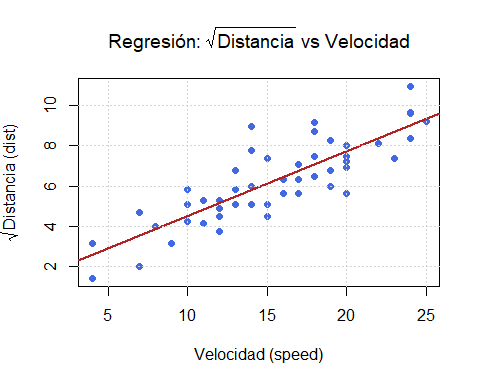 Regresión: √Distancia vs Velocidad
√Distancia (dist)
10
8
6
4
2
5 10 15 20 25
Velocidad (speed)